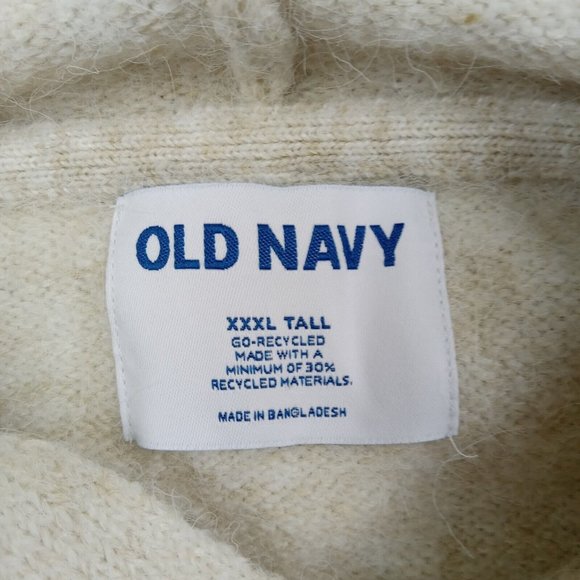 OLD NAVY
XXXL TALL
GO-RECYCLED
MADE WITH A
MINIMUM OF 30%
RECYCLED MATERIALS.
MADE IN BANGLADESH